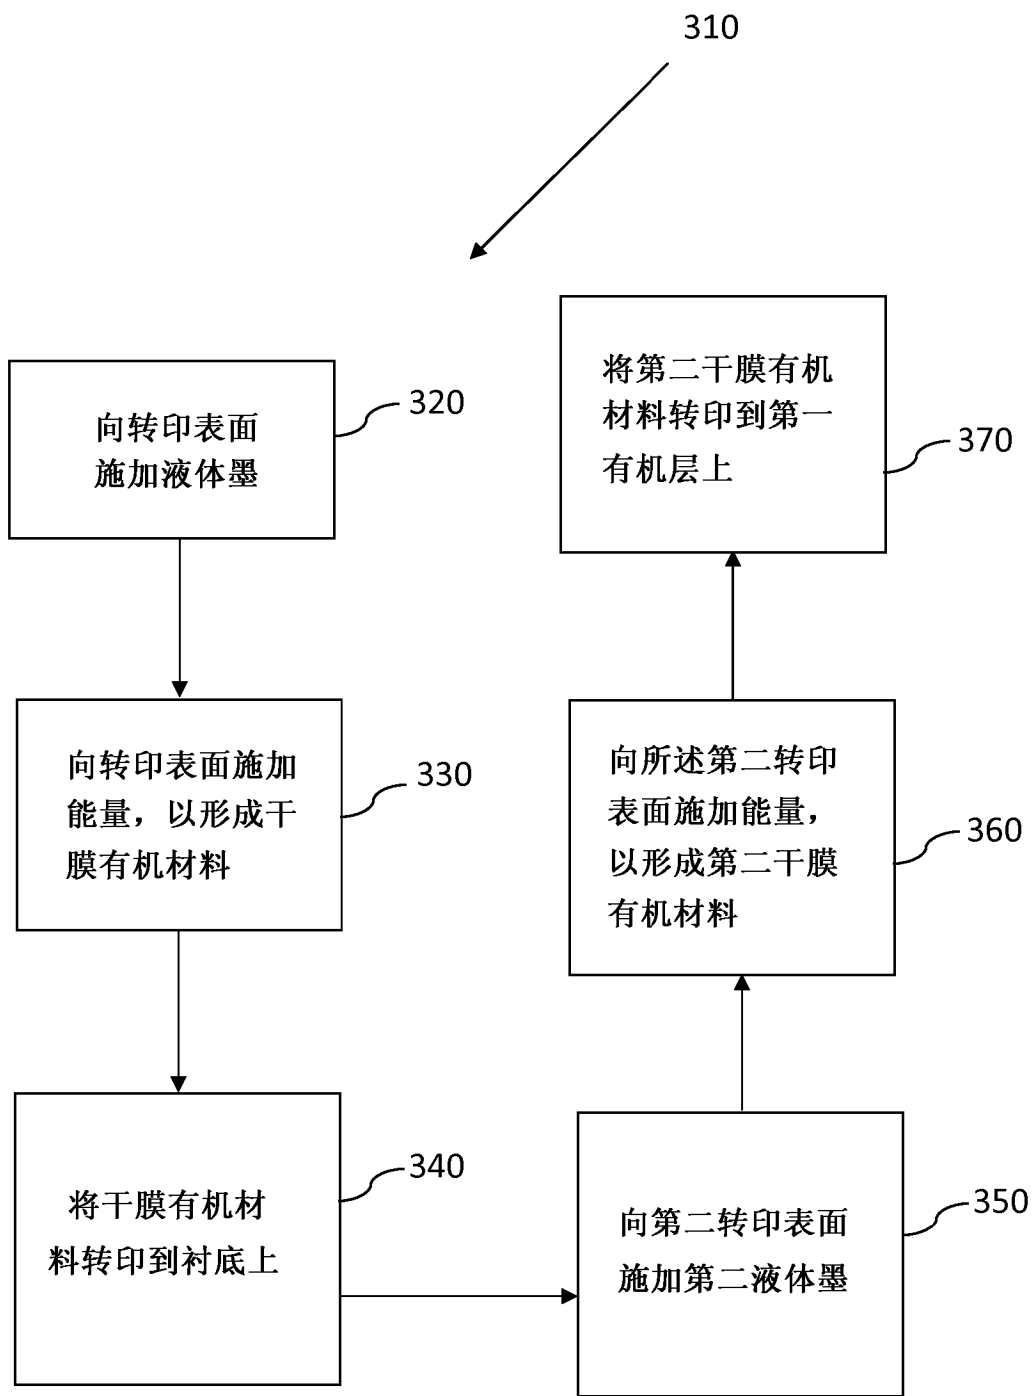 310
向转印表面
施加液体墨
320
向转印表面施加
能量，以形成干
膜有机材料
330
将干膜有机材
料转印到衬底上
340
向第二转印表面
施加第二液体墨
350
向所述第二转印
表面施加能量，
以形成第二干膜
有机材料
360
将第二干膜有机
材料转印到第一
有机层上
370